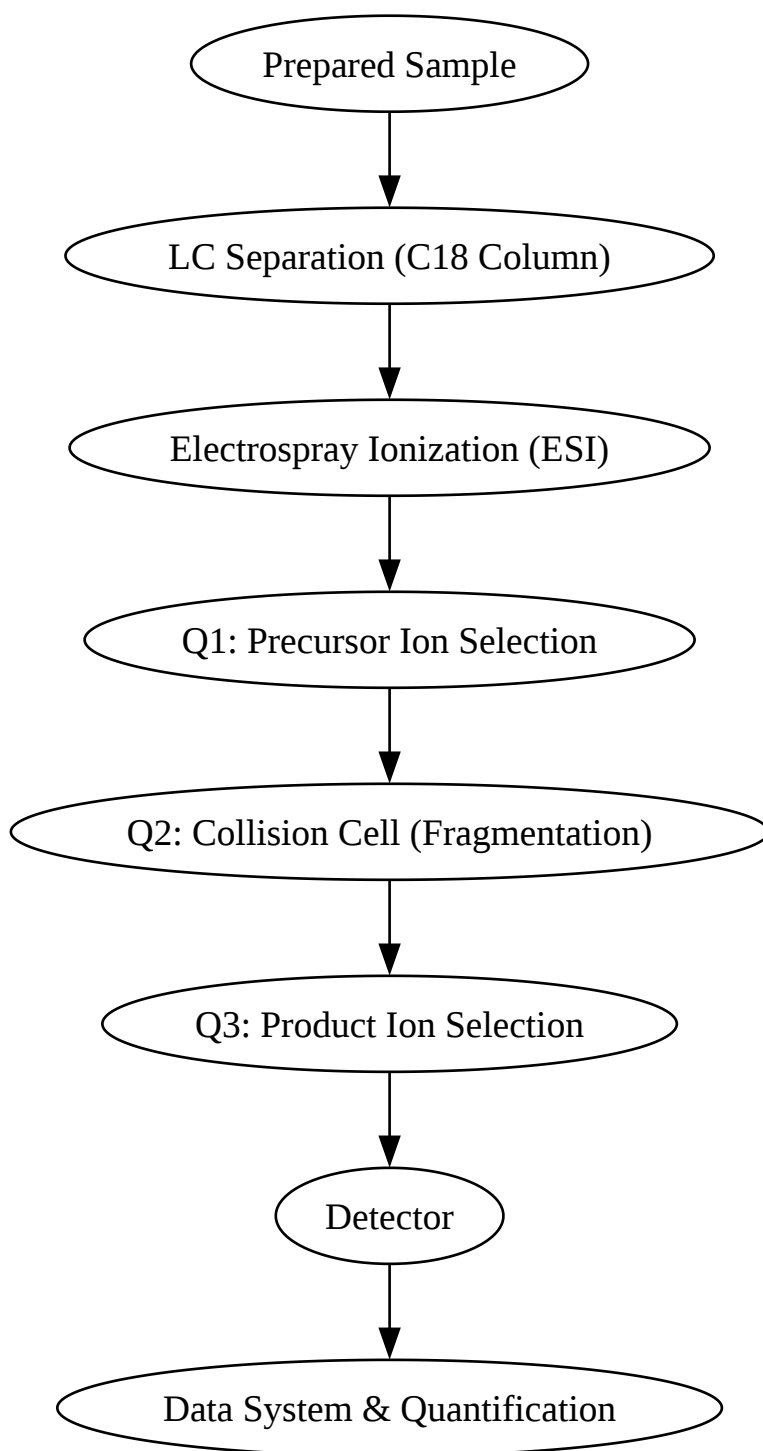 Prepared Sample
LC Separation (C18 Column)
Electrospray Ionization (ESI)
Q1: Precursor Ion Selection
Q2: Collision Cell (Fragmentation)
Q3: Product Ion Selection
Detector
Data System & Quantification